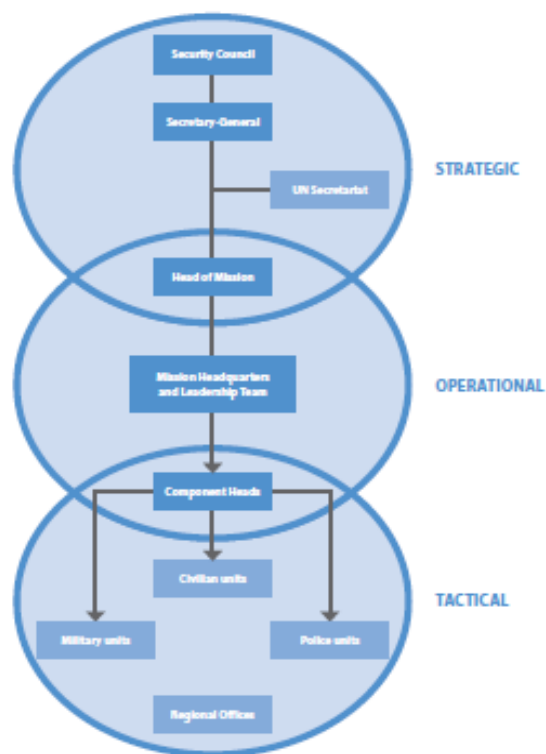 Security Council
Secretary-General
STRATEGIC
UN Secretariat
Head of Mission
Mission Headquarters
and Leadership Team
OPERATIONAL
Component Heads
Civilian units
TACTICAL
Military units
Police units
Regional Offices